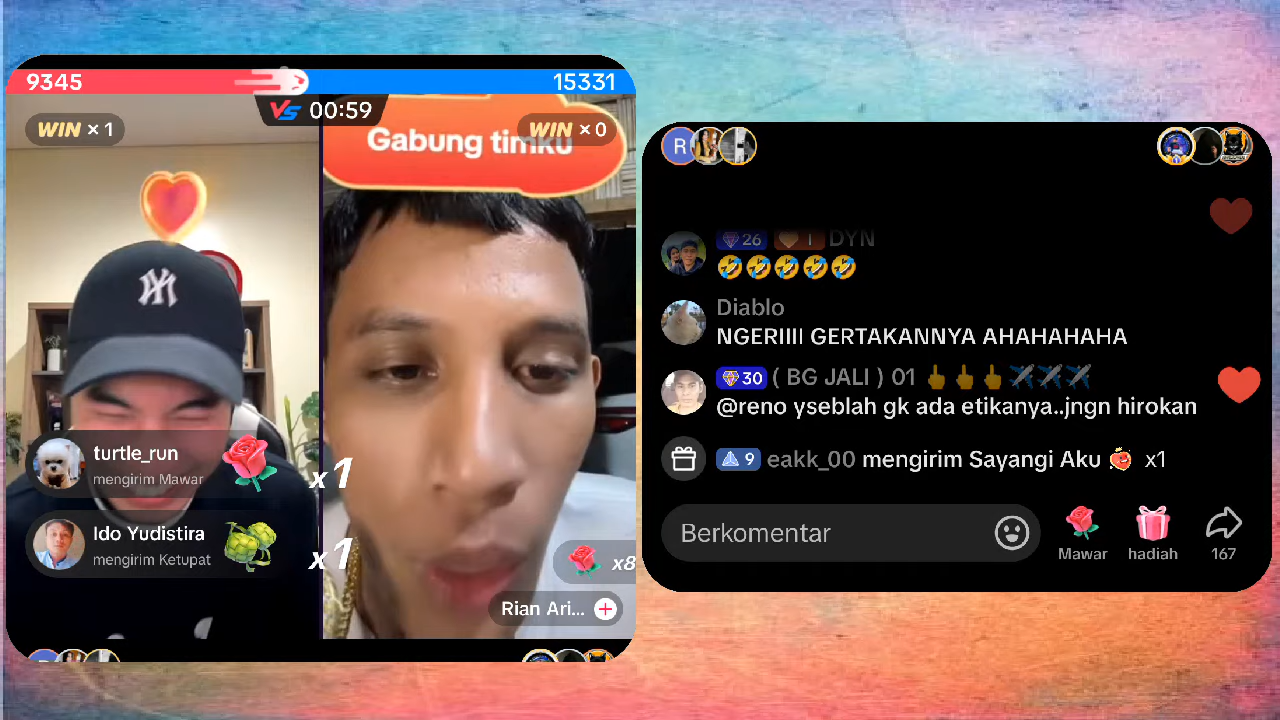 9345
15331
VS 00:59
WIN × 1
WIN × 0
Gabung timku
turtle_run
mengirim Mawar
x1
Ido Yudistira
mengirim Ketupat
x1
x8
Rian Ari...
R
26 I DYN
🤣🤣🤣🤣🤣
Diablo
NGERIIII GERTAKANNYA AHAHAHAHA
30 ( BG JALI ) 01 👆👆👆✈️✈️✈️
@reno yseblah gk ada etikanya..jngn hirokan
9 eakk_00 mengirim Sayangi Aku x1
Berkomentar
Mawar
hadiah
167